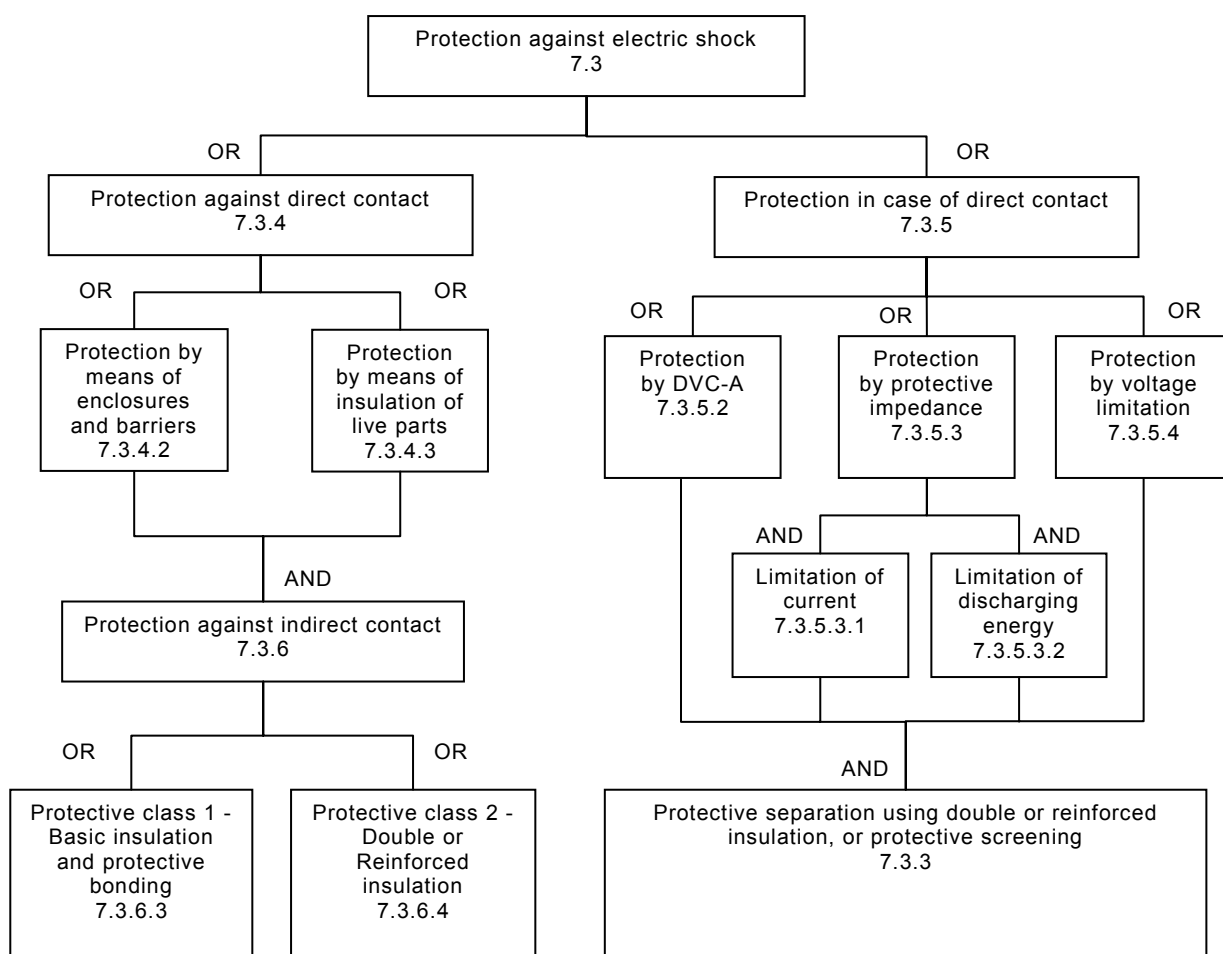 Protection against electric shock
7.3
OR
OR
Protection against direct contact
7.3.4
Protection in case of direct contact
7.3.5
OR
OR
OR
OR
OR
Protection by
means of
enclosures
and barriers
7.3.4.2
Protection
by means of
insulation of
live parts
7.3.4.3
Protection
by DVC-A
7.3.5.2
Protection
by protective
impedance
7.3.5.3
Protection
by voltage
limitation
7.3.5.4
AND
AND
Limitation of
current
7.3.5.3.1
Limitation of
discharging
energy
7.3.5.3.2
AND
Protection against indirect contact
7.3.6
OR
OR
AND
Protective class 1 -
Basic insulation
and protective
bonding
7.3.6.3
Protective class 2 -
Double or
Reinforced
insulation
7.3.6.4
Protective separation using double or reinforced
insulation, or protective screening
7.3.3